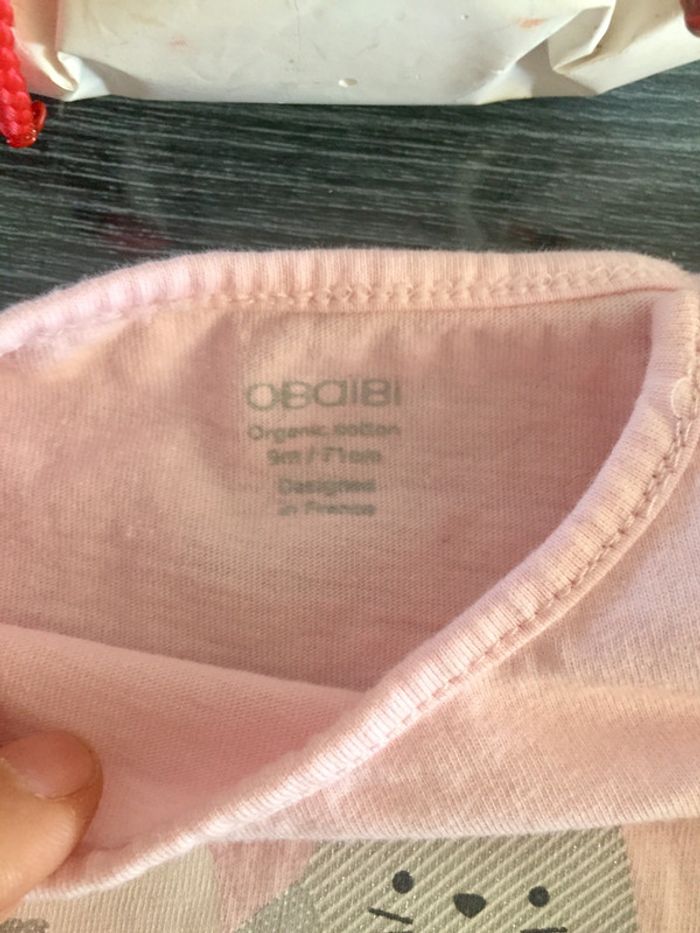 OBAIBI
Organic cotton
9m / 71cm
Designed
in France